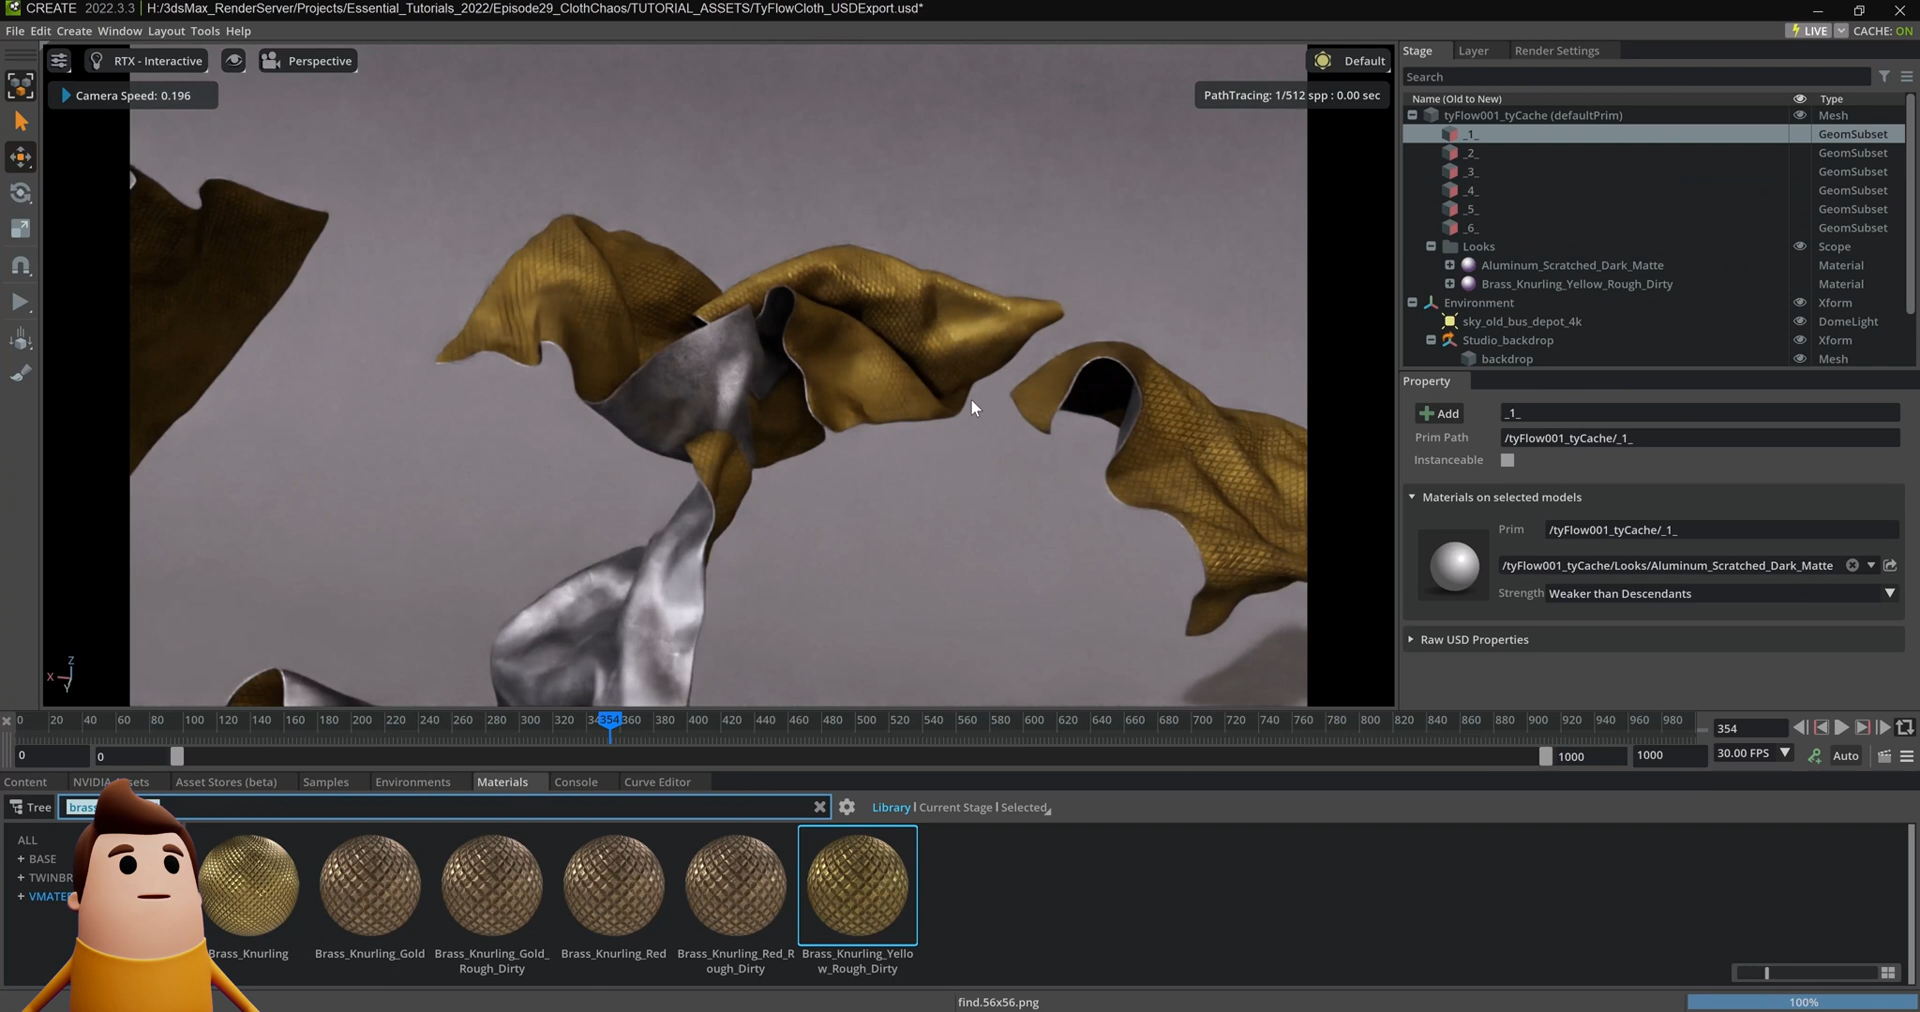 CREATE 2022.3.3 | H:/3dsMax_RenderServer/Projects/Essential_Tutorials_2022/Episode29_ClothChaos/TUTORIAL_ASSETS/TyFlowCloth_USDExport.usd*
File Edit Create Window Layout Tools Help
LIVE CACHE: ON
RTX - Interactive
Perspective
Default
Camera Speed: 0.196
PathTracing: 1/512 spp : 0.00 sec
X Z Y
Stage Layer Render Settings
Search
Name (Old to New) Type
tyFlow001_tyCache (defaultPrim) Mesh
_1_ GeomSubset
_2_ GeomSubset
_3_ GeomSubset
_4_ GeomSubset
_5_ GeomSubset
_6_ GeomSubset
Looks Scope
Aluminum_Scratched_Dark_Matte Material
Brass_Knurling_Yellow_Rough_Dirty Material
Environment Xform
sky_old_bus_depot_4k DomeLight
Studio_backdrop Xform
backdrop Mesh
Property
Add _1_
Prim Path /tyFlow001_tyCache/_1_
Instanceable
Materials on selected models
Prim /tyFlow001_tyCache/_1_
/tyFlow001_tyCache/Looks/Aluminum_Scratched_Dark_Matte
Strength Weaker than Descendants
Raw USD Properties
0 20 40 60 80 100 120 140 160 180 200 220 240 260 280 300 320 354 360 380 400 420 440 460 480 500 520 540 560 580 600 620 640 660 680 700 720 740 760 780 800 820 840 860 880 900 920 940 960 980
354
0 0 1000 1000
30.00 FPS Auto
Content NVIDIA Assets Asset Stores (beta) Samples Environments Materials Console Curve Editor
Tree bras
Library | Current Stage | Selected
ALL
+ BASE
+ TWINBR
+ VMATE
Brass_Knurling
Brass_Knurling_Gold
Brass_Knurling_Gold_
Rough_Dirty
Brass_Knurling_Red
Brass_Knurling_Red_R
ough_Dirty
Brass_Knurling_Yello
w_Rough_Dirty
find.56x56.png
100%